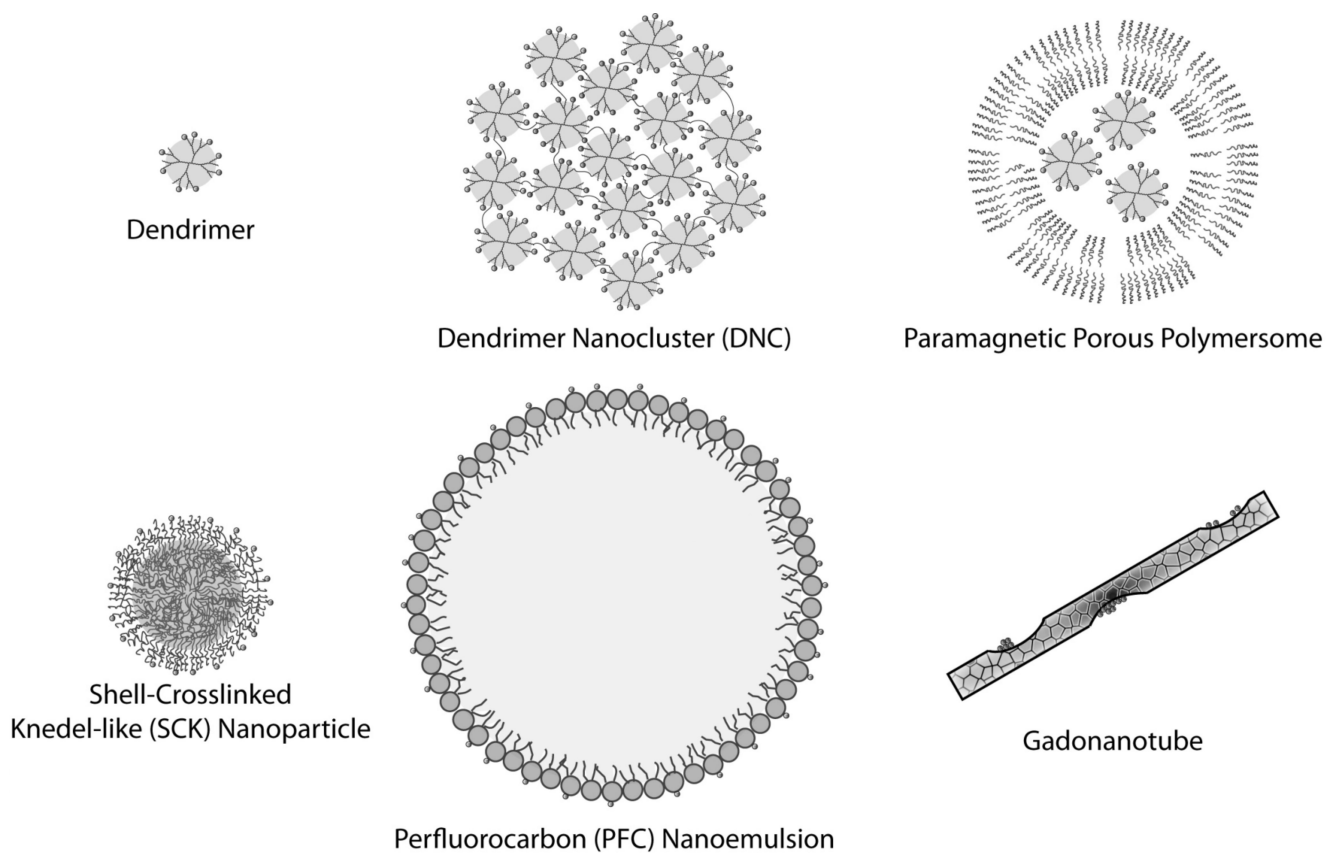 Dendrimer
Dendrimer Nanocluster (DNC)
Paramagnetic Porous Polymersome
Shell-Crosslinked
Knedel-like (SCK) Nanoparticle
Perfluorocarbon (PFC) Nanoemulsion
Gadonanotube